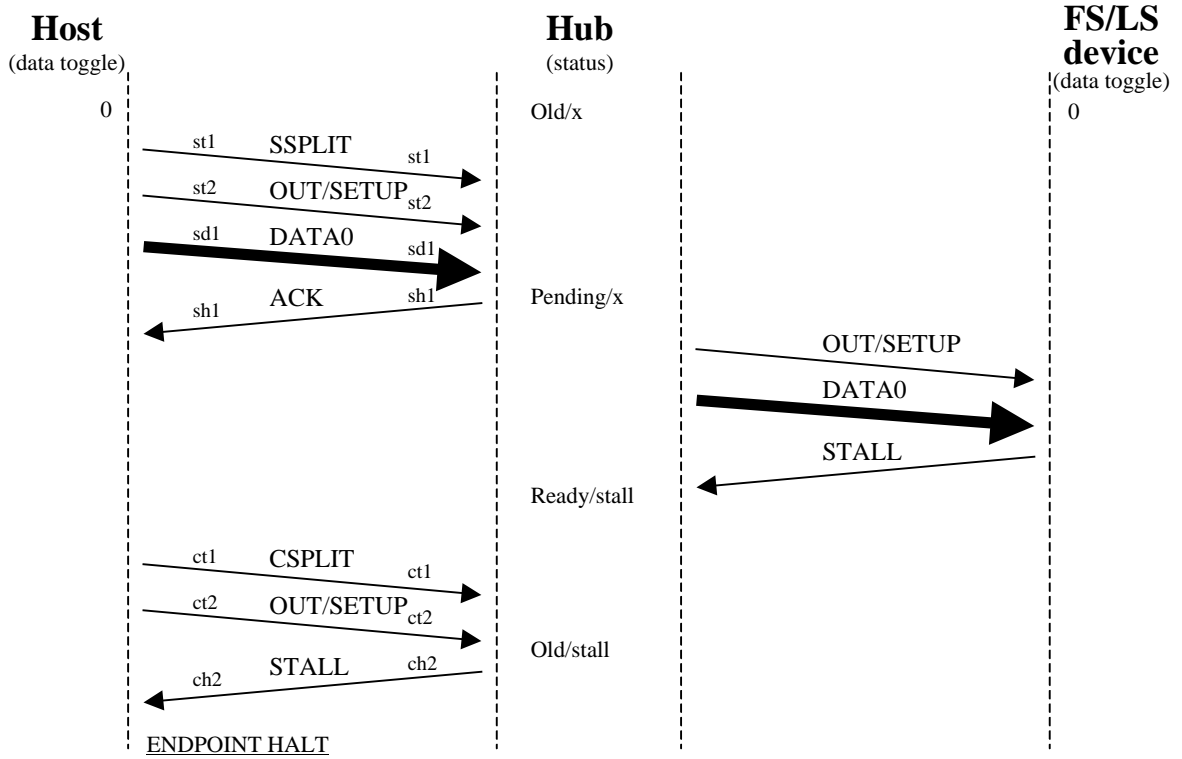 Host
(data toggle)
Hub
(status)
FS/LS
device
(data toggle)
0
Old/x
0
st1
SSPLIT
st1
st2
OUT/SETUP
st2
sd1
DATA0
sd1
sh1
ACK
sh1
Pending/x
OUT/SETUP
DATA0
STALL
Ready/stall
ct1
CSPLIT
ct1
ct2
OUT/SETUP
ct2
Old/stall
ch2
STALL
ch2
ENDPOINT HALT